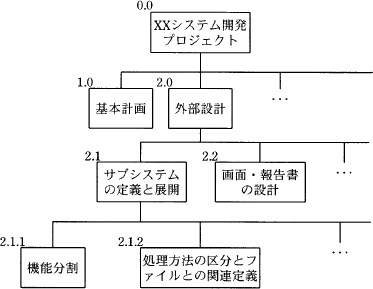 0.0
XXシステム開発
プロジェクト
1.0
基本計画
2.0
外部設計
...
2.1
サブシステム
の定義と展開
2.2
画面・報告書
の設計
...
2.1.1
機能分割
2.1.2
処理方法の区分とフ
ァイルとの関連定義
...